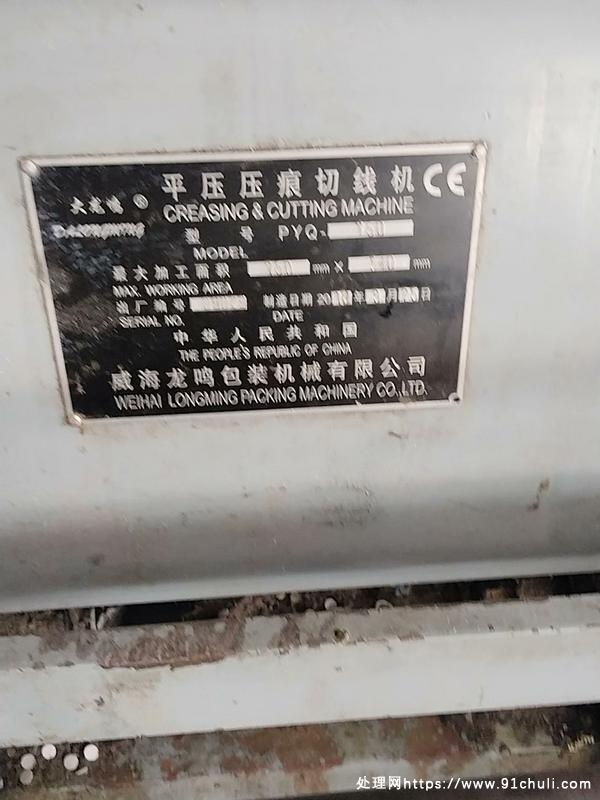 平压压痕切线机 CE
大龙鸣® CREASING & CUTTING MACHINE
DALONGMING 型 号 PYQ-
MODEL
最大加工面积 mm × mm
MAX. WORKING AREA
出厂编号 制造日期 20 年 月 日
SERIAL NO. DATE
中华人民共和国
THE PEOPLE'S REPUBLIC OF CHINA
威海龙鸣包装机械有限公司
WEIHAI LONGMING PACKING MACHINERY CO.,LTD.
处理网https://www.91chuli.com